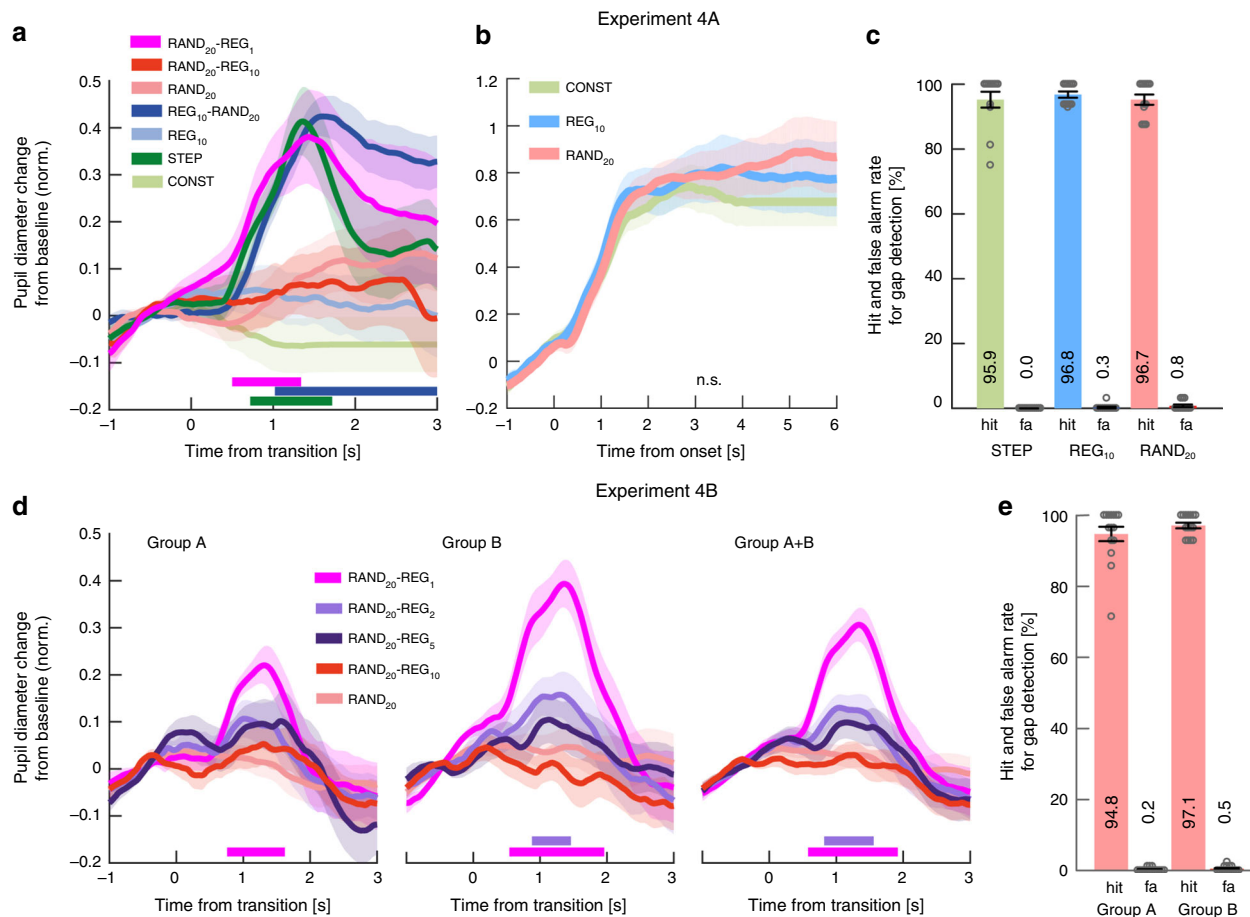 Experiment 4A
a
RAND₂₀-REG₁
RAND₂₀-REG₁₀
RAND₂₀
REG₁₀-RAND₂₀
REG₁₀
STEP
CONST
Pupil diameter change
from baseline (norm.)
0.5
0.4
0.3
0.2
0.1
0
−0.1
−0.2
−1
0
1
2
3
Time from transition [s]
b
CONST
REG₁₀
RAND₂₀
1.2
1
0.8
0.6
0.4
0.2
0
−0.2
n.s.
−1 0 1 2 3 4 5 6
Time from onset [s]
c
Hit and false alarm rate
for gap detection [%]
100
80
60
40
20
0
95.9
0.0
96.8
0.3
96.7
0.8
hit fa hit fa hit fa
STEP REG₁₀ RAND₂₀
Experiment 4B
d
Group A
Group B
Group A+B
RAND₂₀-REG₁
RAND₂₀-REG₂
RAND₂₀-REG₅
RAND₂₀-REG₁₀
RAND₂₀
Pupil diameter change
from baseline (norm.)
0.5
0.4
0.3
0.2
0.1
0
−0.1
−0.2
−1 0 1 2 3
Time from transition [s]
−1 0 1 2 3
Time from transition [s]
−1 0 1 2 3
Time from transition [s]
e
Hit and false alarm rate
for gap detection [%]
100
80
60
40
20
0
94.8
0.2
97.1
0.5
hit fa hit fa
Group A Group B